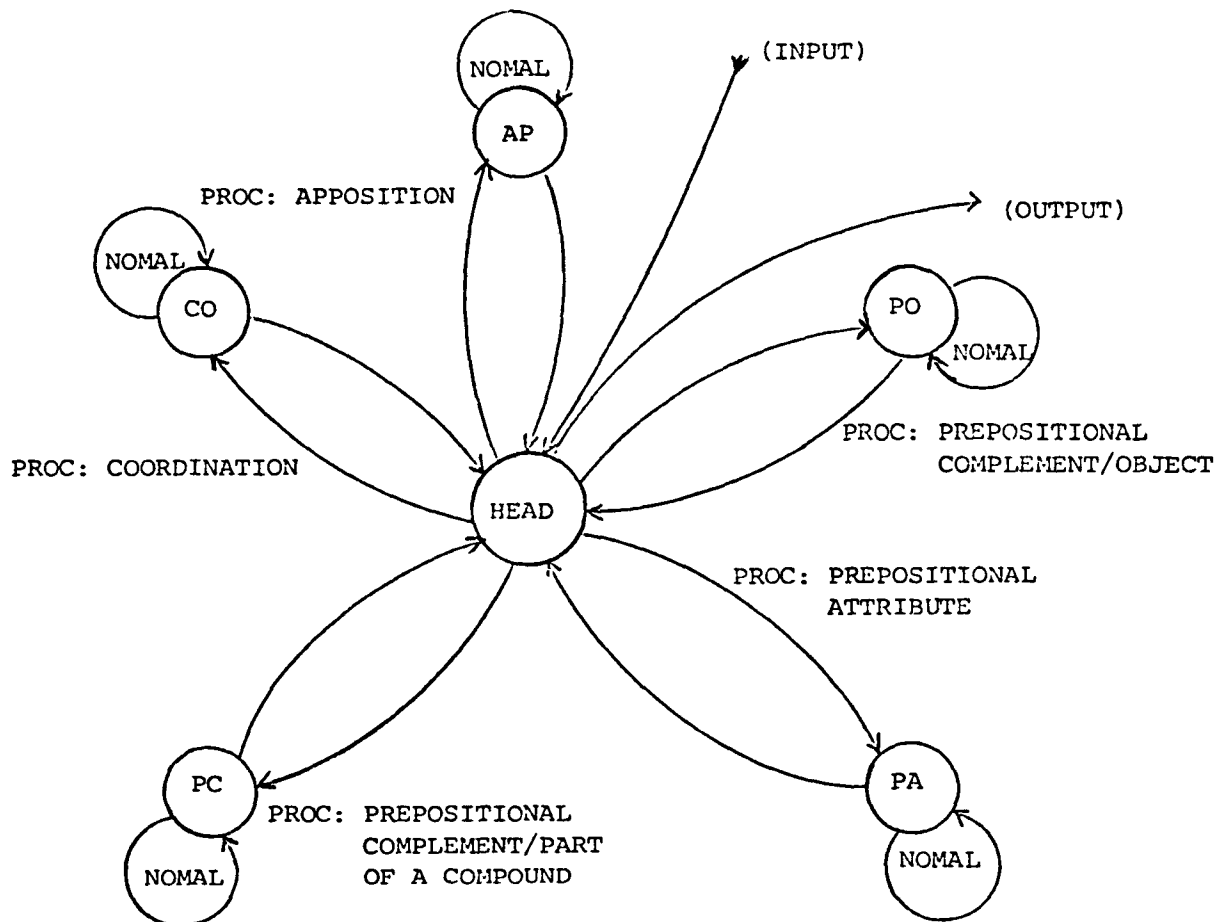 (INPUT)
NOMAL
AP
PROC: APPOSITION
(OUTPUT)
NOMAL
CO
PO
NOMAL
PROC: PREPOSITIONAL
COMPLEMENT/OBJECT
PROC: COORDINATION
HEAD
PROC: PREPOSITIONAL
ATTRIBUTE
PC
PA
PROC: PREPOSITIONAL
COMPLEMENT/PART
OF A COMPOUND
NOMAL
NOMAL